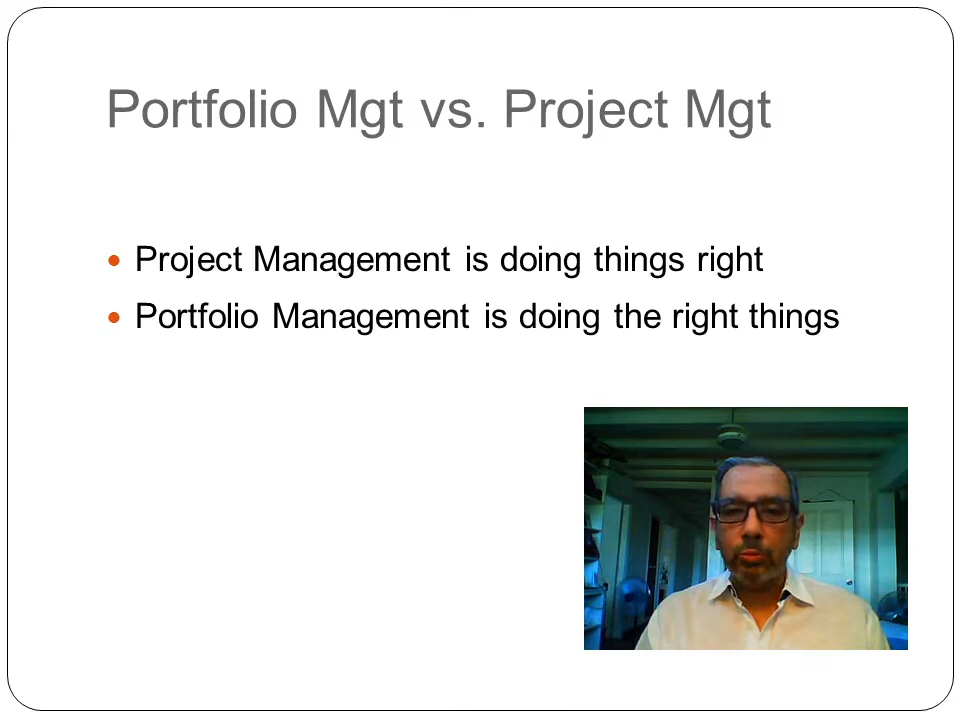 Portfolio Mgt vs. Project Mgt
Project Management is doing things right
Portfolio Management is doing the right things